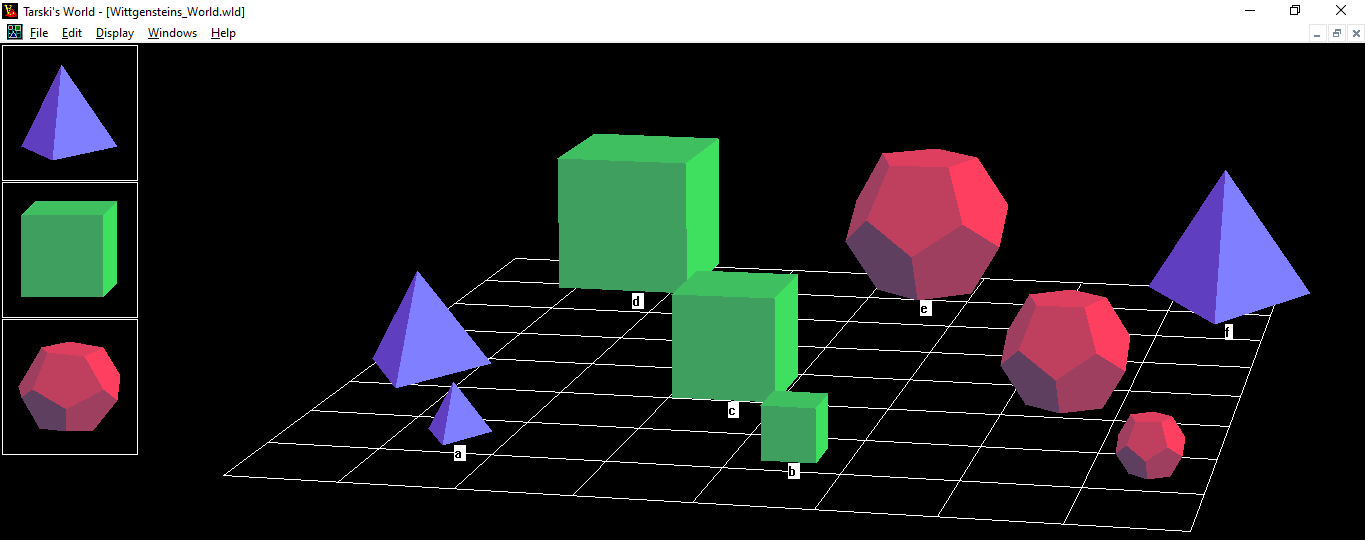 Tarski's World - [Wittgensteins_World.wld]
File Edit Display Windows Help
d
e
f
c
a
b